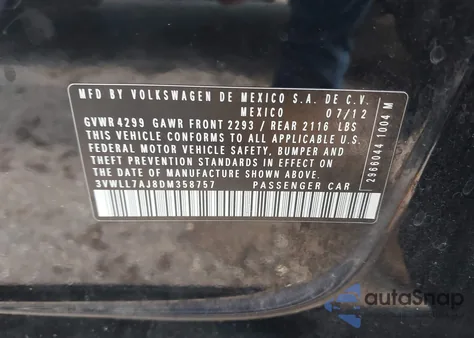 MFD BY VOLKSWAGEN DE MEXICO S.A. DE C.V.
MEXICO 07/12
GVWR 4299 GAWR FRONT 2293 / REAR 2116 LBS
THIS VEHICLE CONFORMS TO ALL APPLICABLE U.S.
FEDERAL MOTOR VEHICLE SAFETY, BUMPER AND
THEFT PREVENTION STANDARDS IN EFFECT ON
THE DATE OF MANUFACTURE SHOWN ABOVE.
3VWLL7AJ8DM358757 PASSENGER CAR
2966044 1004 M
autoSnap